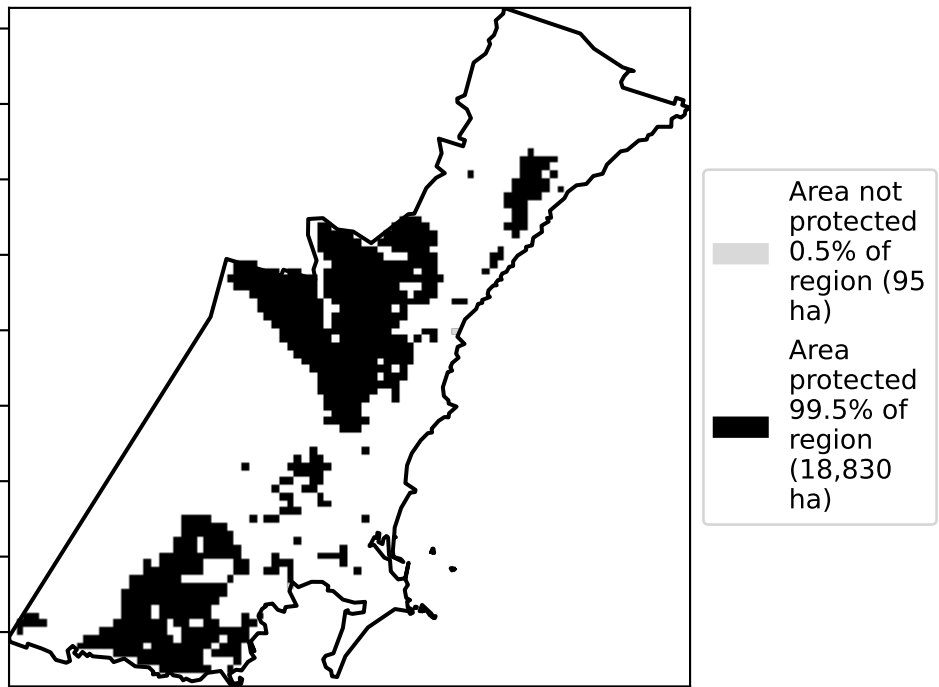 Area not
protected
0.5% of
region (95
ha)
Area
protected
99.5% of
region
(18,830
ha)